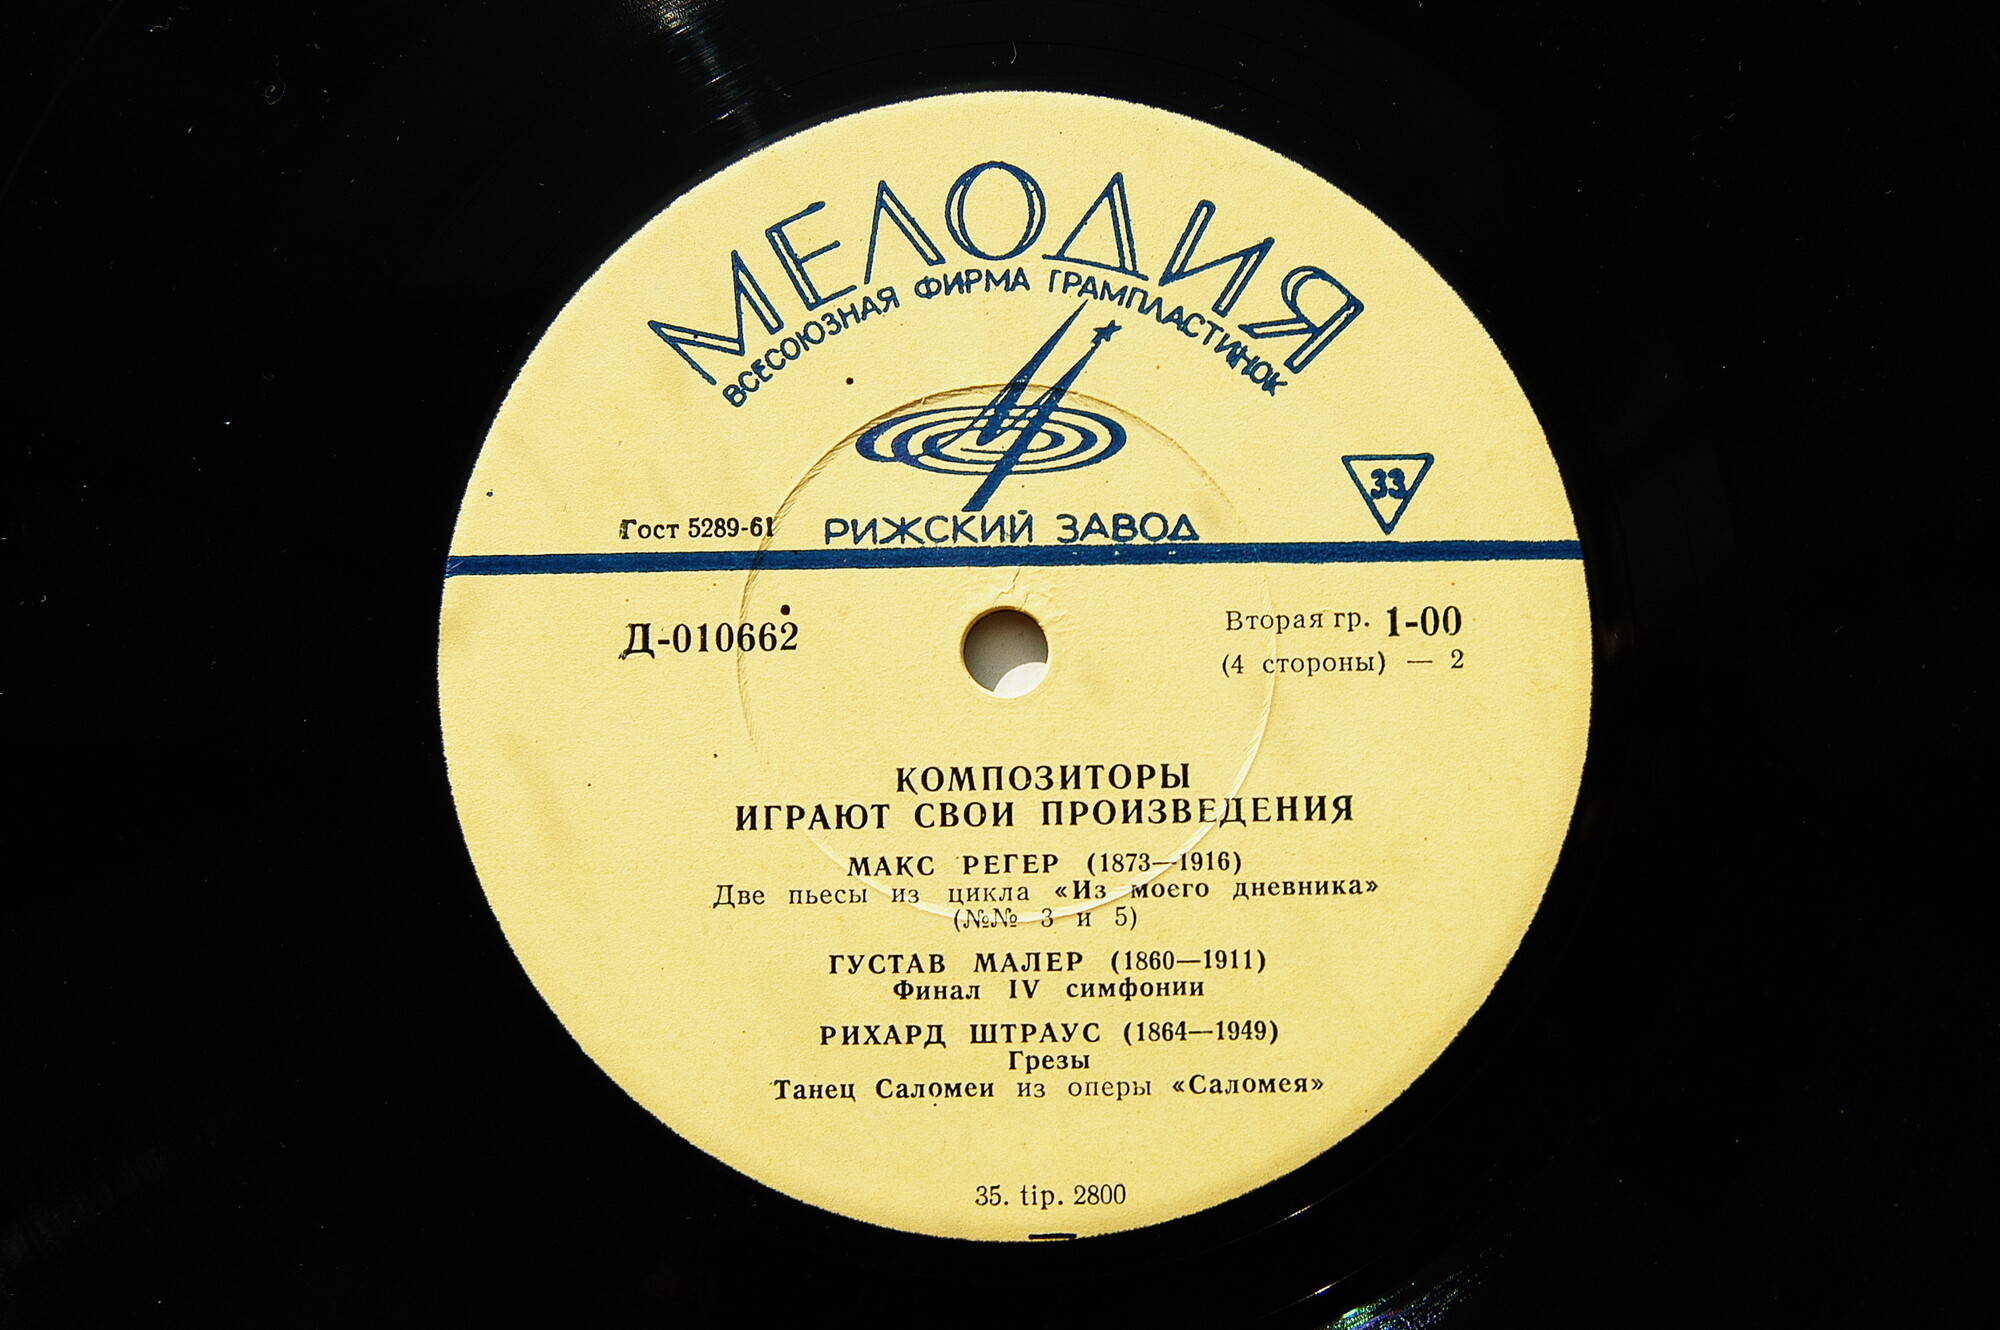 МЕЛОДИЯ
ВСЕСОЮЗНАЯ ФИРМА ГРАМПЛАСТИНОК
33
Гост 5289-61
РИЖСКИЙ ЗАВОД
Д-010662
Вторая гр. 1-00
(4 стороны) — 2
КОМПОЗИТОРЫ
ИГРАЮТ СВОИ ПРОИЗВЕДЕНИЯ
МАКС РЕГЕР (1873—1916)
Две пьесы из цикла «Из моего дневника»
(№№ 3 и 5)
ГУСТАВ МАЛЕР (1860—1911)
Финал IV симфонии
РИХАРД ШТРАУС (1864—1949)
Грезы
Танец Саломеи из оперы «Саломея»
35. tip. 2800